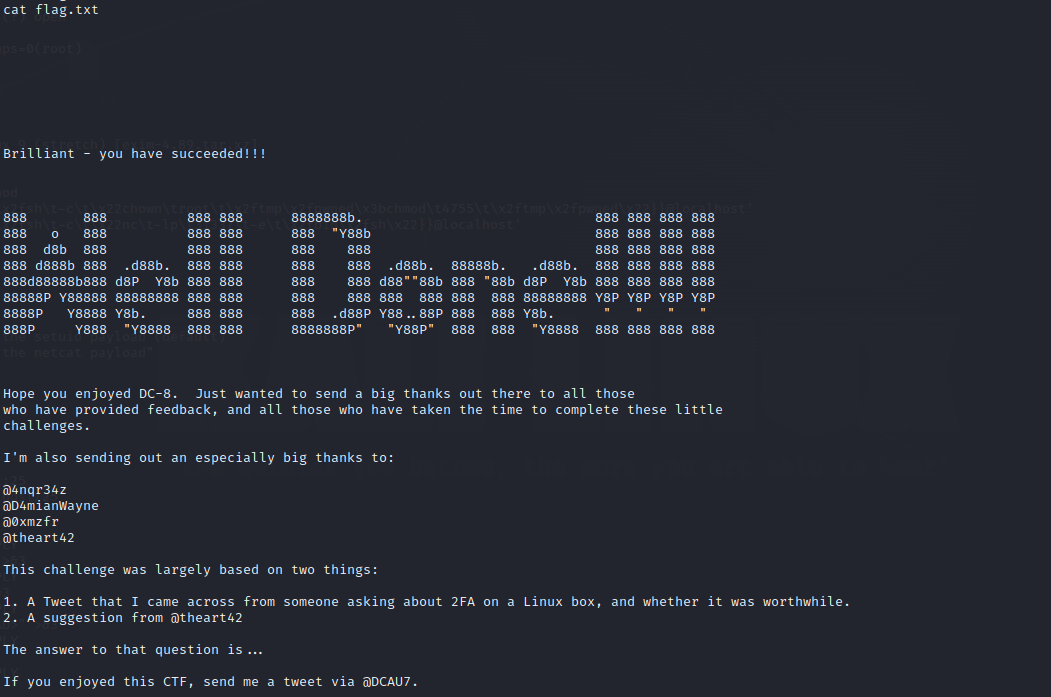 cat flag.txt
Brilliant - you have succeeded!!!
888       888          888 888      8888888b.                             888 888 888 888
888   o   888          888 888      888  "Y88b                            888 888 888 888
888  d8b  888          888 888      888    888                            888 888 888 888
888 d888b 888  .d88b.  888 888      888    888  .d88b.  88888b.   .d88b.  888 888 888 888
888d88888b888 d8P  Y8b 888 888      888    888 d88""88b 888 "88b d8P  Y8b 888 888 888 888
88888P Y88888 88888888 888 888      888    888 888  888 888  888 88888888 Y8P Y8P Y8P Y8P
8888P   Y8888 Y8b.     888 888      888  .d88P Y88..88P 888  888 Y8b.      "   "   "   "
888P     Y888  "Y8888  888 888      8888888P"   "Y88P"  888  888  "Y8888  888 888 888 888
Hope you enjoyed DC-8.  Just wanted to send a big thanks out there to all those
who have provided feedback, and all those who have taken the time to complete these little
challenges.
I'm also sending out an especially big thanks to:
@4nqr34z
@D4mianWayne
@0xmzfr
@theart42
This challenge was largely based on two things:
1. A Tweet that I came across from someone asking about 2FA on a Linux box, and whether it was worthwhile.
2. A suggestion from @theart42
The answer to that question is...
If you enjoyed this CTF, send me a tweet via @DCAU7.